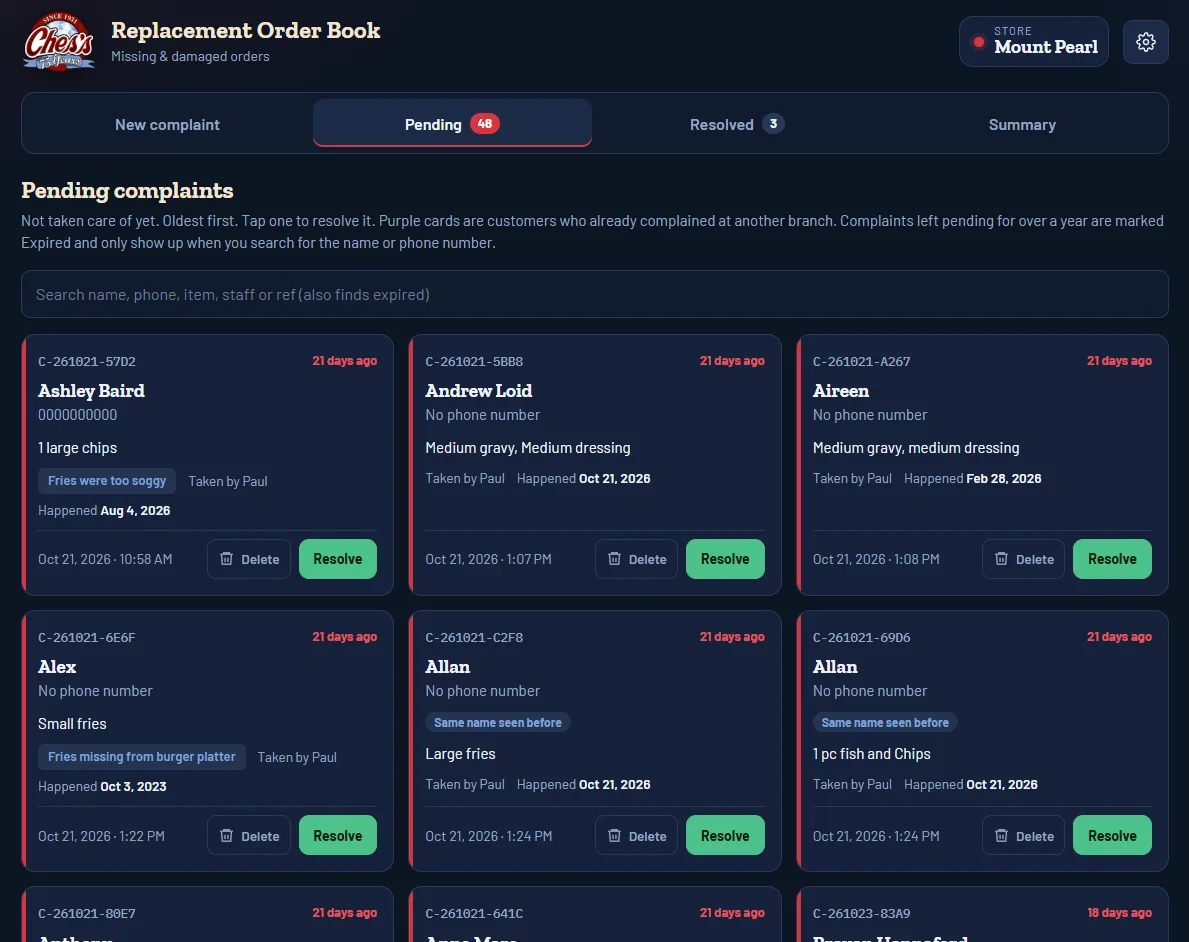 SINCE 1951
Chess's
75 Years
Replacement Order Book
Missing & damaged orders
STORE
Mount Pearl
New complaint
Pending 48
Resolved 3
Summary
Pending complaints
Not taken care of yet. Oldest first. Tap one to resolve it. Purple cards are customers who already complained at another branch. Complaints left pending for over a year are marked
Expired and only show up when you search for the name or phone number.
Search name, phone, item, staff or ref (also finds expired)
C-261021-57D2 21 days ago
Ashley Baird
0000000000
1 large chips
Fries were too soggy Taken by Paul
Happened Aug 4, 2026
Oct 21, 2026 · 10:58 AM Delete Resolve
C-261021-5BB8 21 days ago
Andrew Loid
No phone number
Medium gravy, Medium dressing
Taken by Paul Happened Oct 21, 2026
Oct 21, 2026 · 1:07 PM Delete Resolve
C-261021-A267 21 days ago
Aireen
No phone number
Medium gravy, medium dressing
Taken by Paul Happened Feb 28, 2026
Oct 21, 2026 · 1:08 PM Delete Resolve
C-261021-6E6F 21 days ago
Alex
No phone number
Small fries
Fries missing from burger platter Taken by Paul
Happened Oct 3, 2023
Oct 21, 2026 · 1:22 PM Delete Resolve
C-261021-C2F8 21 days ago
Allan
No phone number
Same name seen before
Large fries
Taken by Paul Happened Oct 21, 2026
Oct 21, 2026 · 1:24 PM Delete Resolve
C-261021-69D6 21 days ago
Allan
No phone number
Same name seen before
1 pc fish and Chips
Taken by Paul Happened Oct 21, 2026
Oct 21, 2026 · 1:24 PM Delete Resolve
C-261021-80E7 21 days ago
Anthony
C-261021-641C 21 days ago
C-261023-83A9 18 days ago